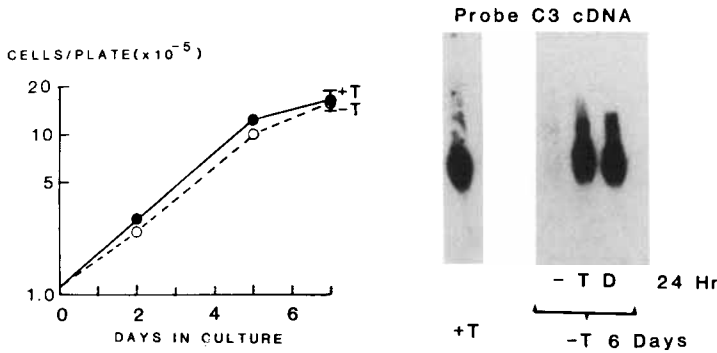 Probe C3 cDNA
CELLS/PLATE(x10⁻⁵)
20
10
5
1.0
+T
-T
0 2 4 6
DAYS IN CULTURE
- T D 24 Hr
+T -T 6 Days